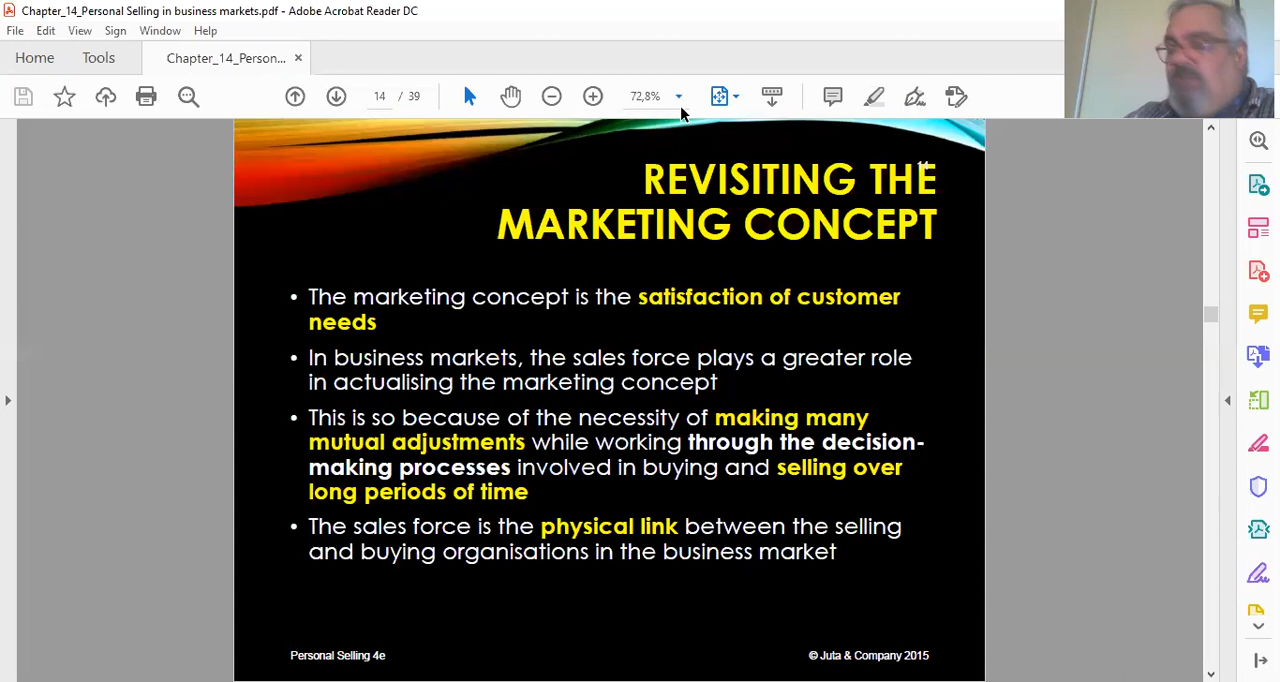 Chapter_14_Personal Selling in business markets.pdf - Adobe Acrobat Reader DC
File Edit View Sign Window Help
Home Tools Chapter_14_Person... ×
14 / 39 72,8%
REVISITING THE
MARKETING CONCEPT
• The marketing concept is the satisfaction of customer
needs
• In business markets, the sales force plays a greater role
in actualising the marketing concept
• This is so because of the necessity of making many
mutual adjustments while working through the decision-
making processes involved in buying and selling over
long periods of time
• The sales force is the physical link between the selling
and buying organisations in the business market
Personal Selling 4e © Juta & Company 2015